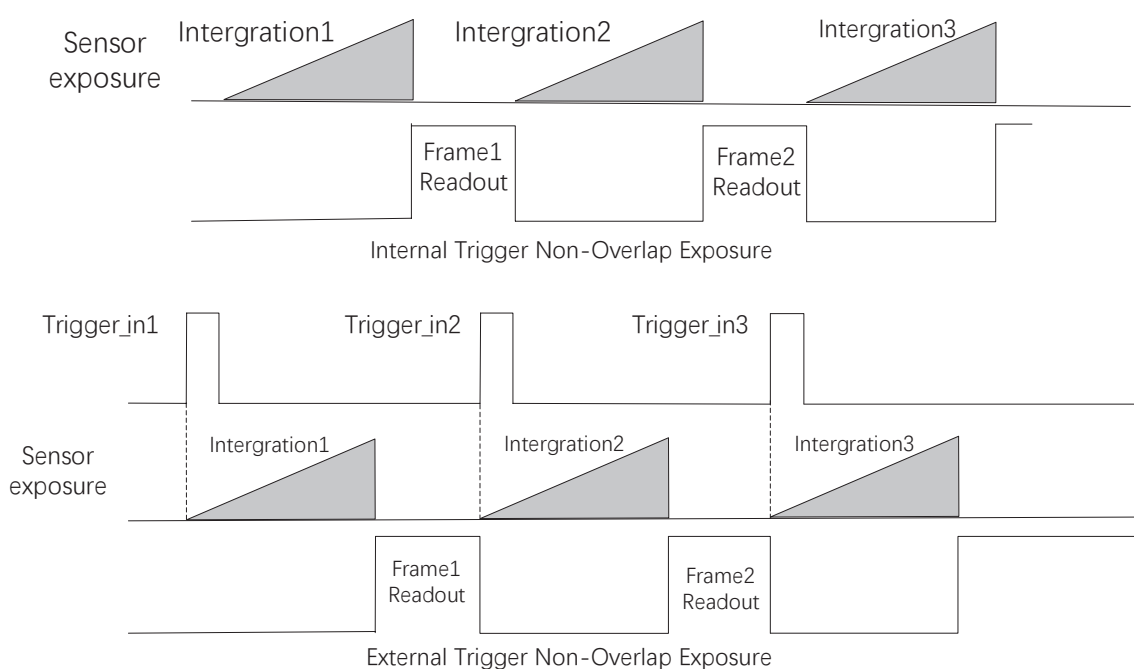 Sensor
exposure
Intergration1
Intergration2
Intergration3
Frame1
Readout
Frame2
Readout
Internal Trigger Non-Overlap Exposure
Trigger_in1
Trigger_in2
Trigger_in3
Sensor
exposure
Intergration1
Intergration2
Intergration3
Frame1
Readout
Frame2
Readout
External Trigger Non-Overlap Exposure